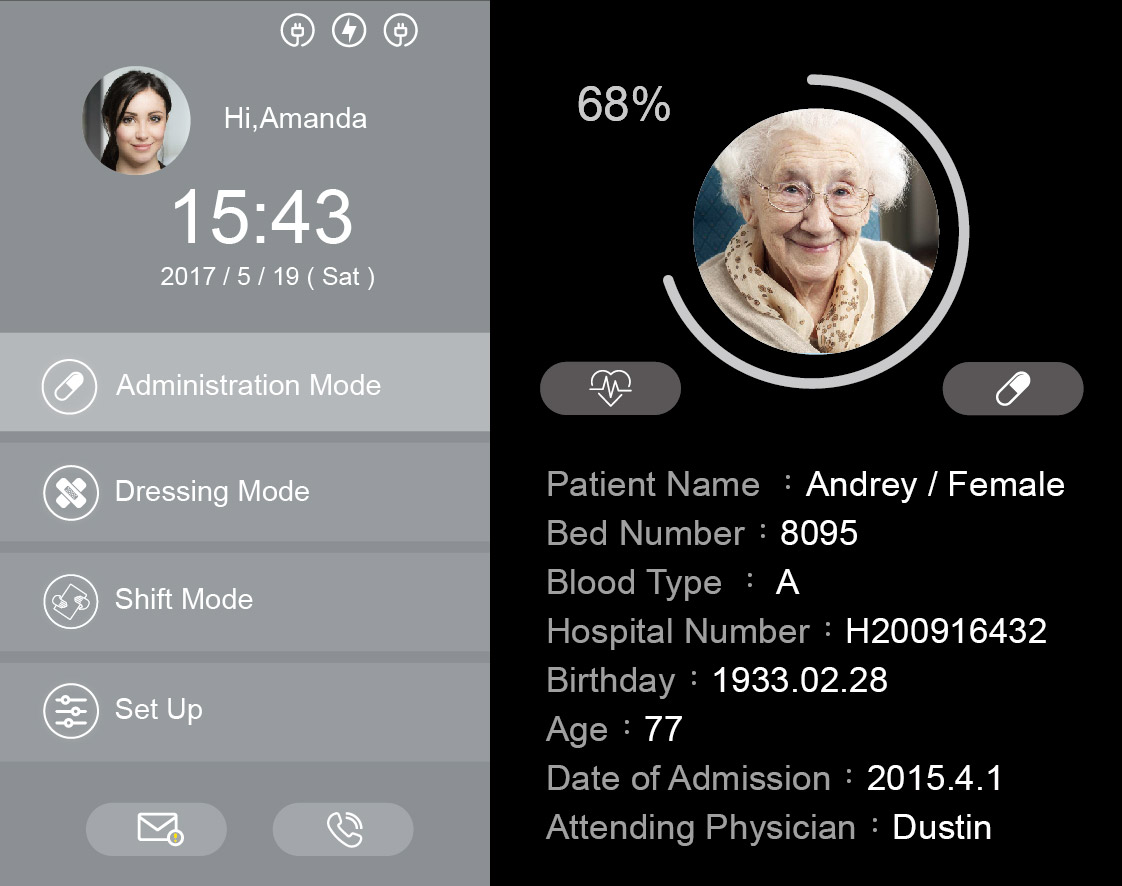 Hi,Amanda
15:43
2017 / 5 / 19 ( Sat )
Administration Mode
Dressing Mode
Shift Mode
Set Up
68%
Patient Name : Andrey / Female
Bed Number : 8095
Blood Type : A
Hospital Number : H200916432
Birthday : 1933.02.28
Age : 77
Date of Admission : 2015.4.1
Attending Physician : Dustin